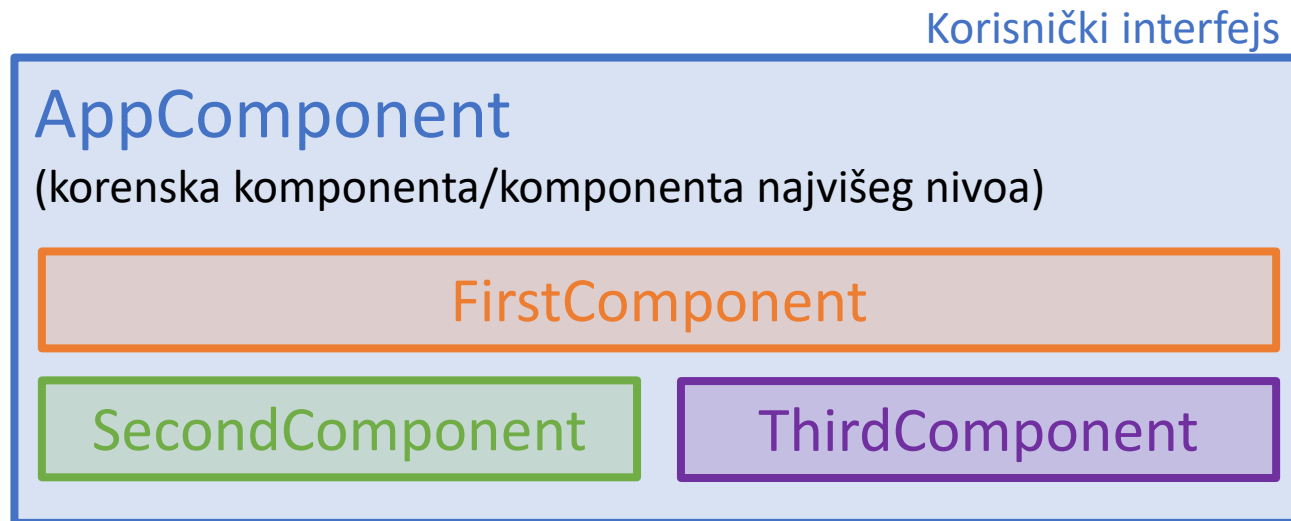 Korisnički interfejs
AppComponent
(korenska komponenta/komponenta najvišeg nivoa)
FirstComponent
SecondComponent
ThirdComponent